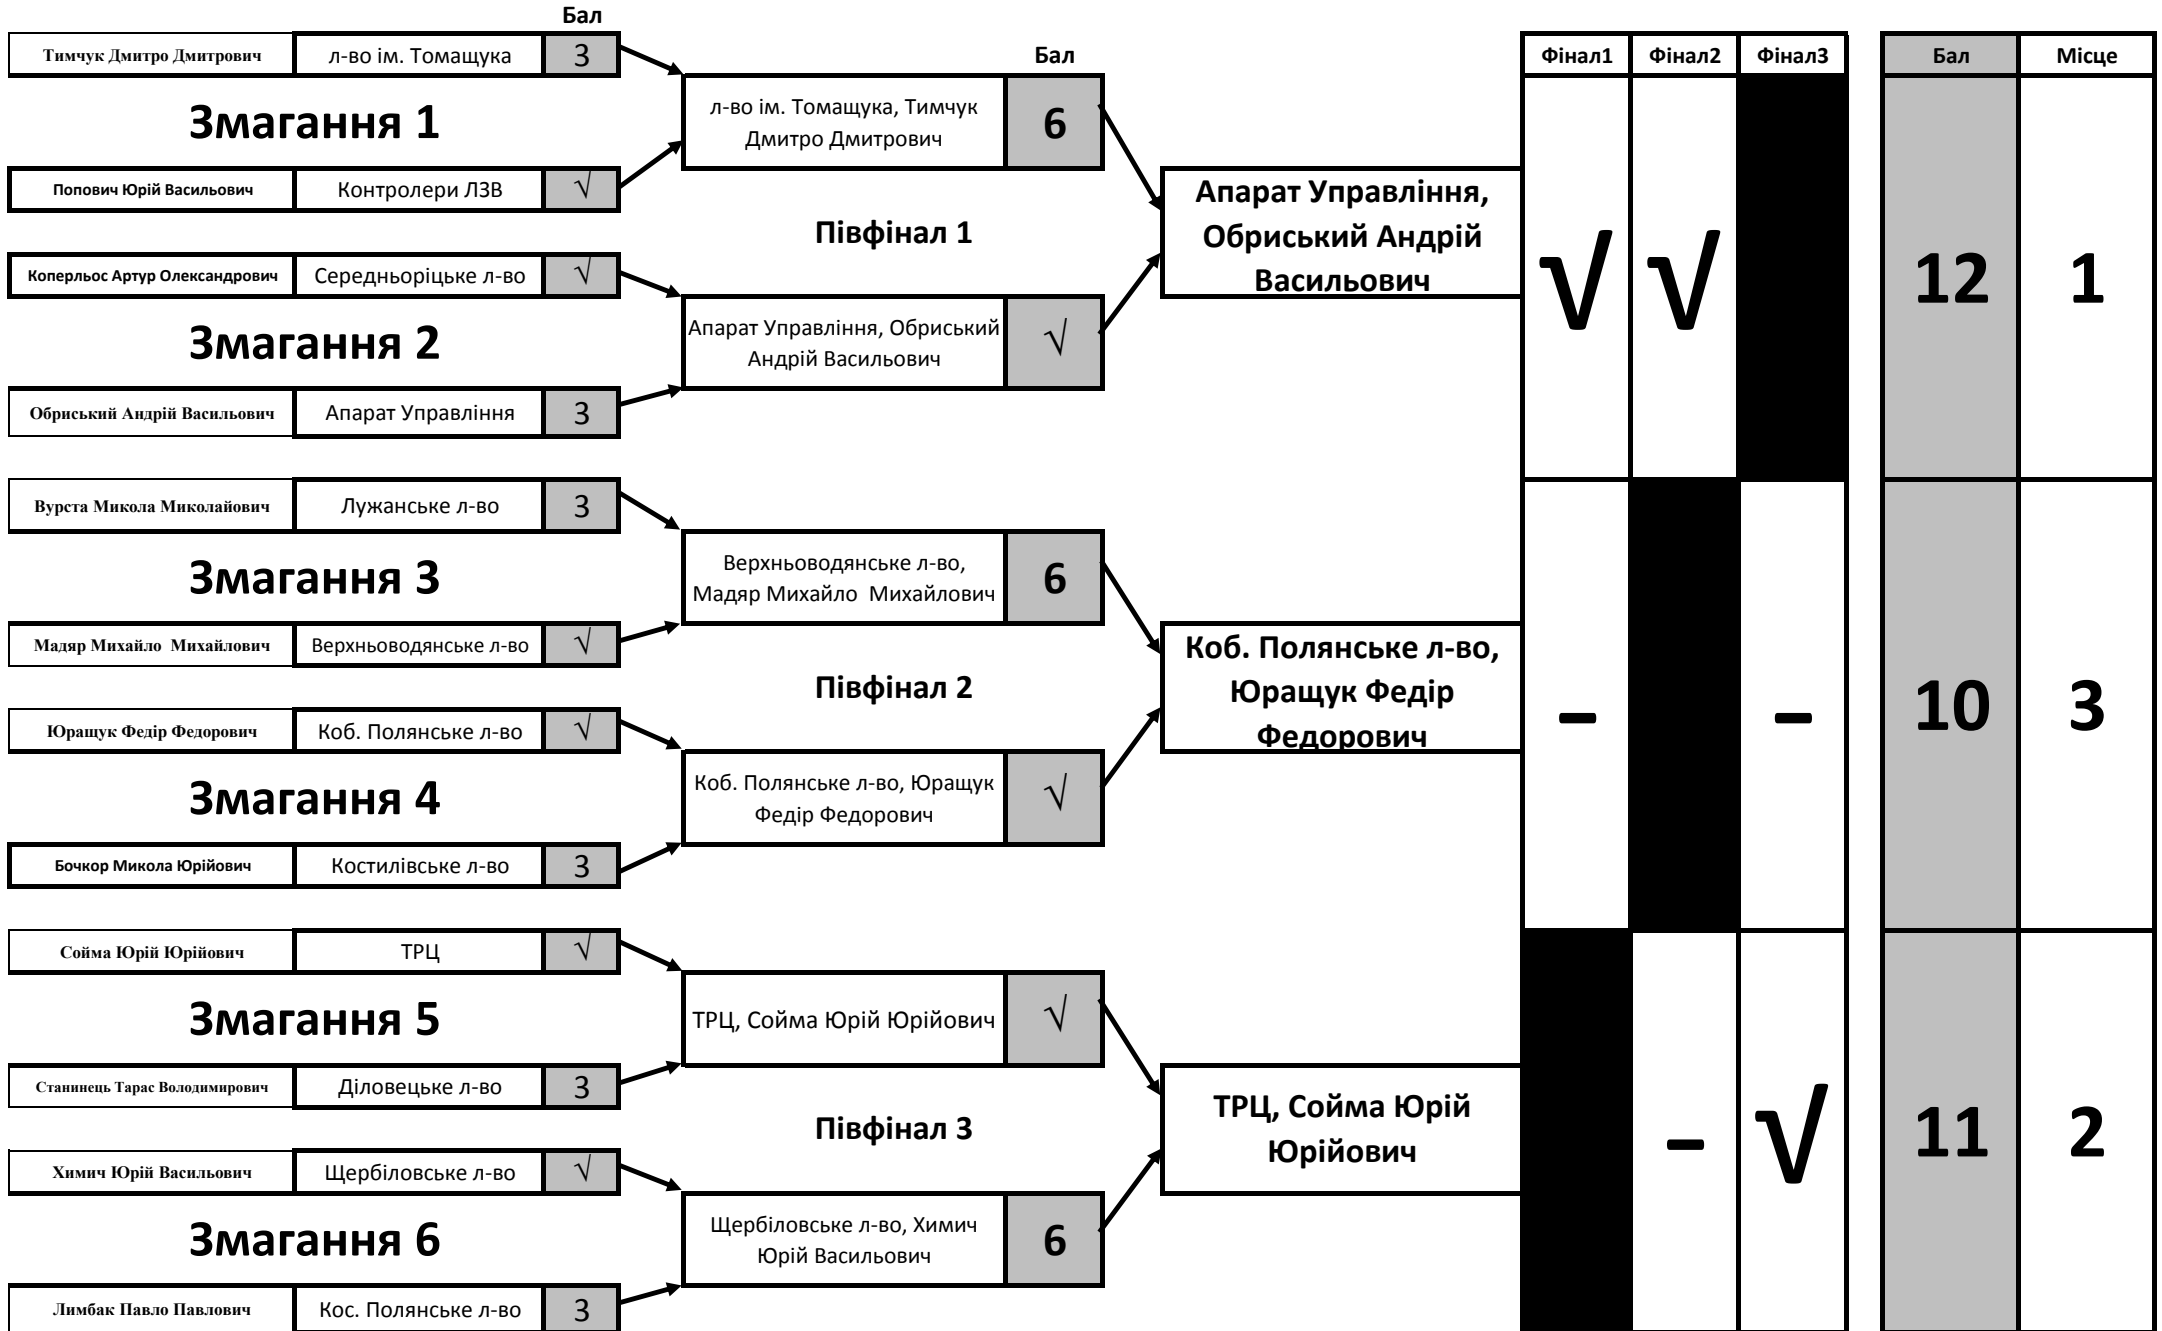 Бал
Тимчук Дмитро Дмитрович л-во ім. Томащука 3
Змагання 1
Попович Юрій Васильович Контролери ЛЗВ √
Коперльос Артур Олександрович Середньоріцьке л-во √
Змагання 2
Обриський Андрій Васильович Апарат Управління 3
Вурста Микола Миколайович Лужанське л-во 3
Змагання 3
Мадяр Михайло Михайлович Верхньоводянське л-во √
Юращук Федір Федорович Коб. Полянське л-во √
Змагання 4
Бочкор Микола Юрійович Костилівське л-во 3
Сойма Юрій Юрійович ТРЦ √
Змагання 5
Станинець Тарас Володимирович Діловецьке л-во 3
Химич Юрій Васильович Щербіловське л-во √
Змагання 6
Лимбак Павло Павлович Кос. Полянське л-во 3
Бал
л-во ім. Томащука, Тимчук
Дмитро Дмитрович
6
Півфінал 1
Апарат Управління, Обриський
Андрій Васильович
√
Верхньоводянське л-во,
Мадяр Михайло Михайлович
6
Півфінал 2
Коб. Полянське л-во, Юращук
Федір Федорович
√
ТРЦ, Сойма Юрій Юрійович √
Півфінал 3
Щербіловське л-во, Химич
Юрій Васильович
6
Апарат Управління,
Обриський Андрій
Васильович
Коб. Полянське л-во,
Юращук Федір
Федорович
ТРЦ, Сойма Юрій
Юрійович
Фінал1 Фінал2 Фінал3 Бал Місце
√ √ 12 1
- - 10 3
- √ 11 2